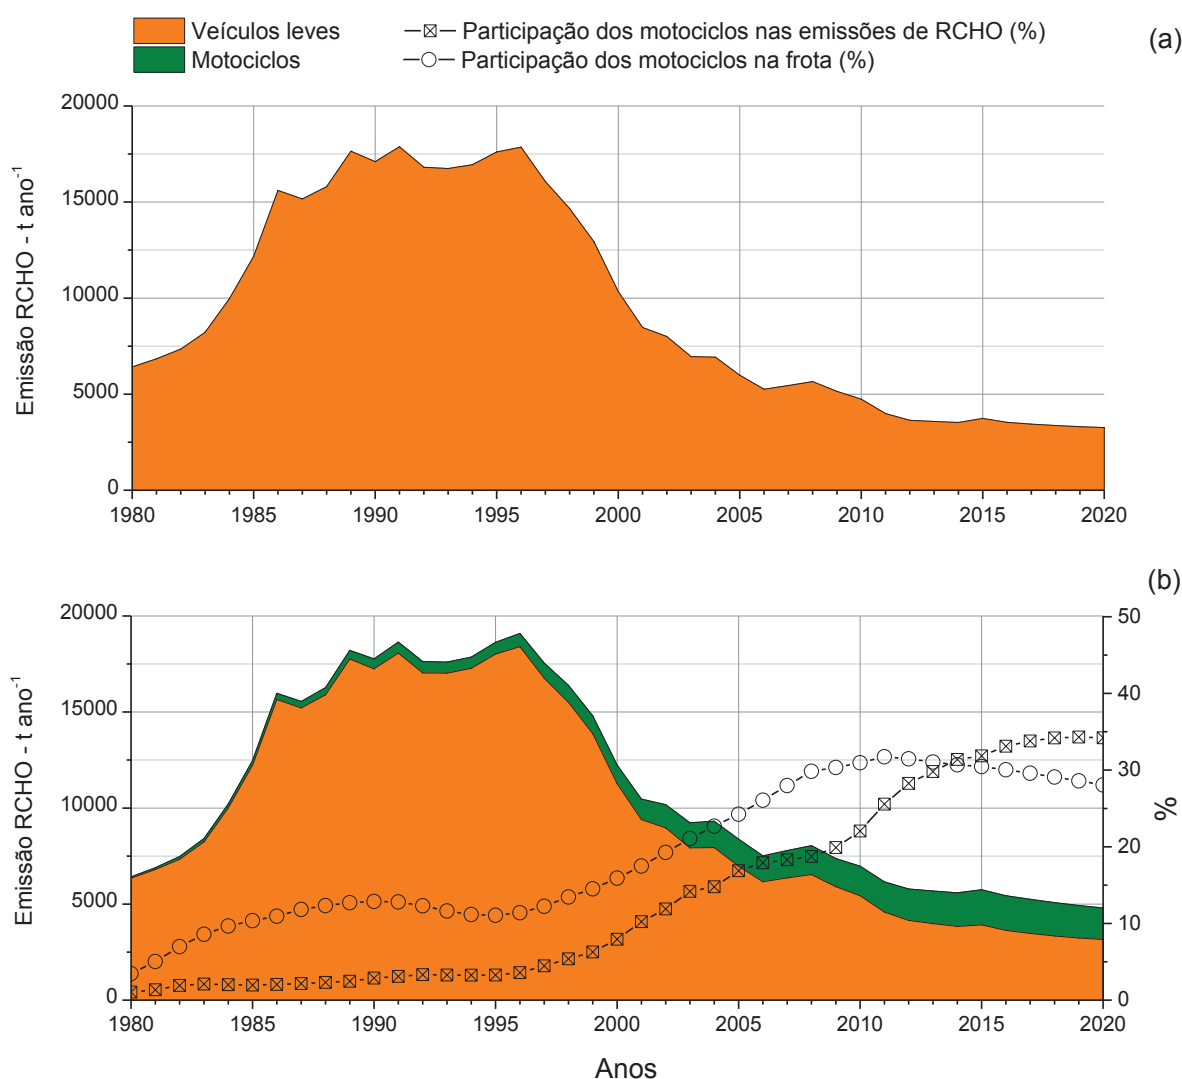 Veículos leves
Participação dos motociclos nas emissões de RCHO (%)
(a)
Motociclos
Participação dos motociclos na frota (%)
20000
15000
10000
5000
0
Emissão RCHO - t ano-1
1980 1985 1990 1995 2000 2005 2010 2015 2020
(b)
20000
15000
10000
5000
0
Emissão RCHO - t ano-1
50
40
30
20
10
0
%
1980 1985 1990 1995 2000 2005 2010 2015 2020
Anos